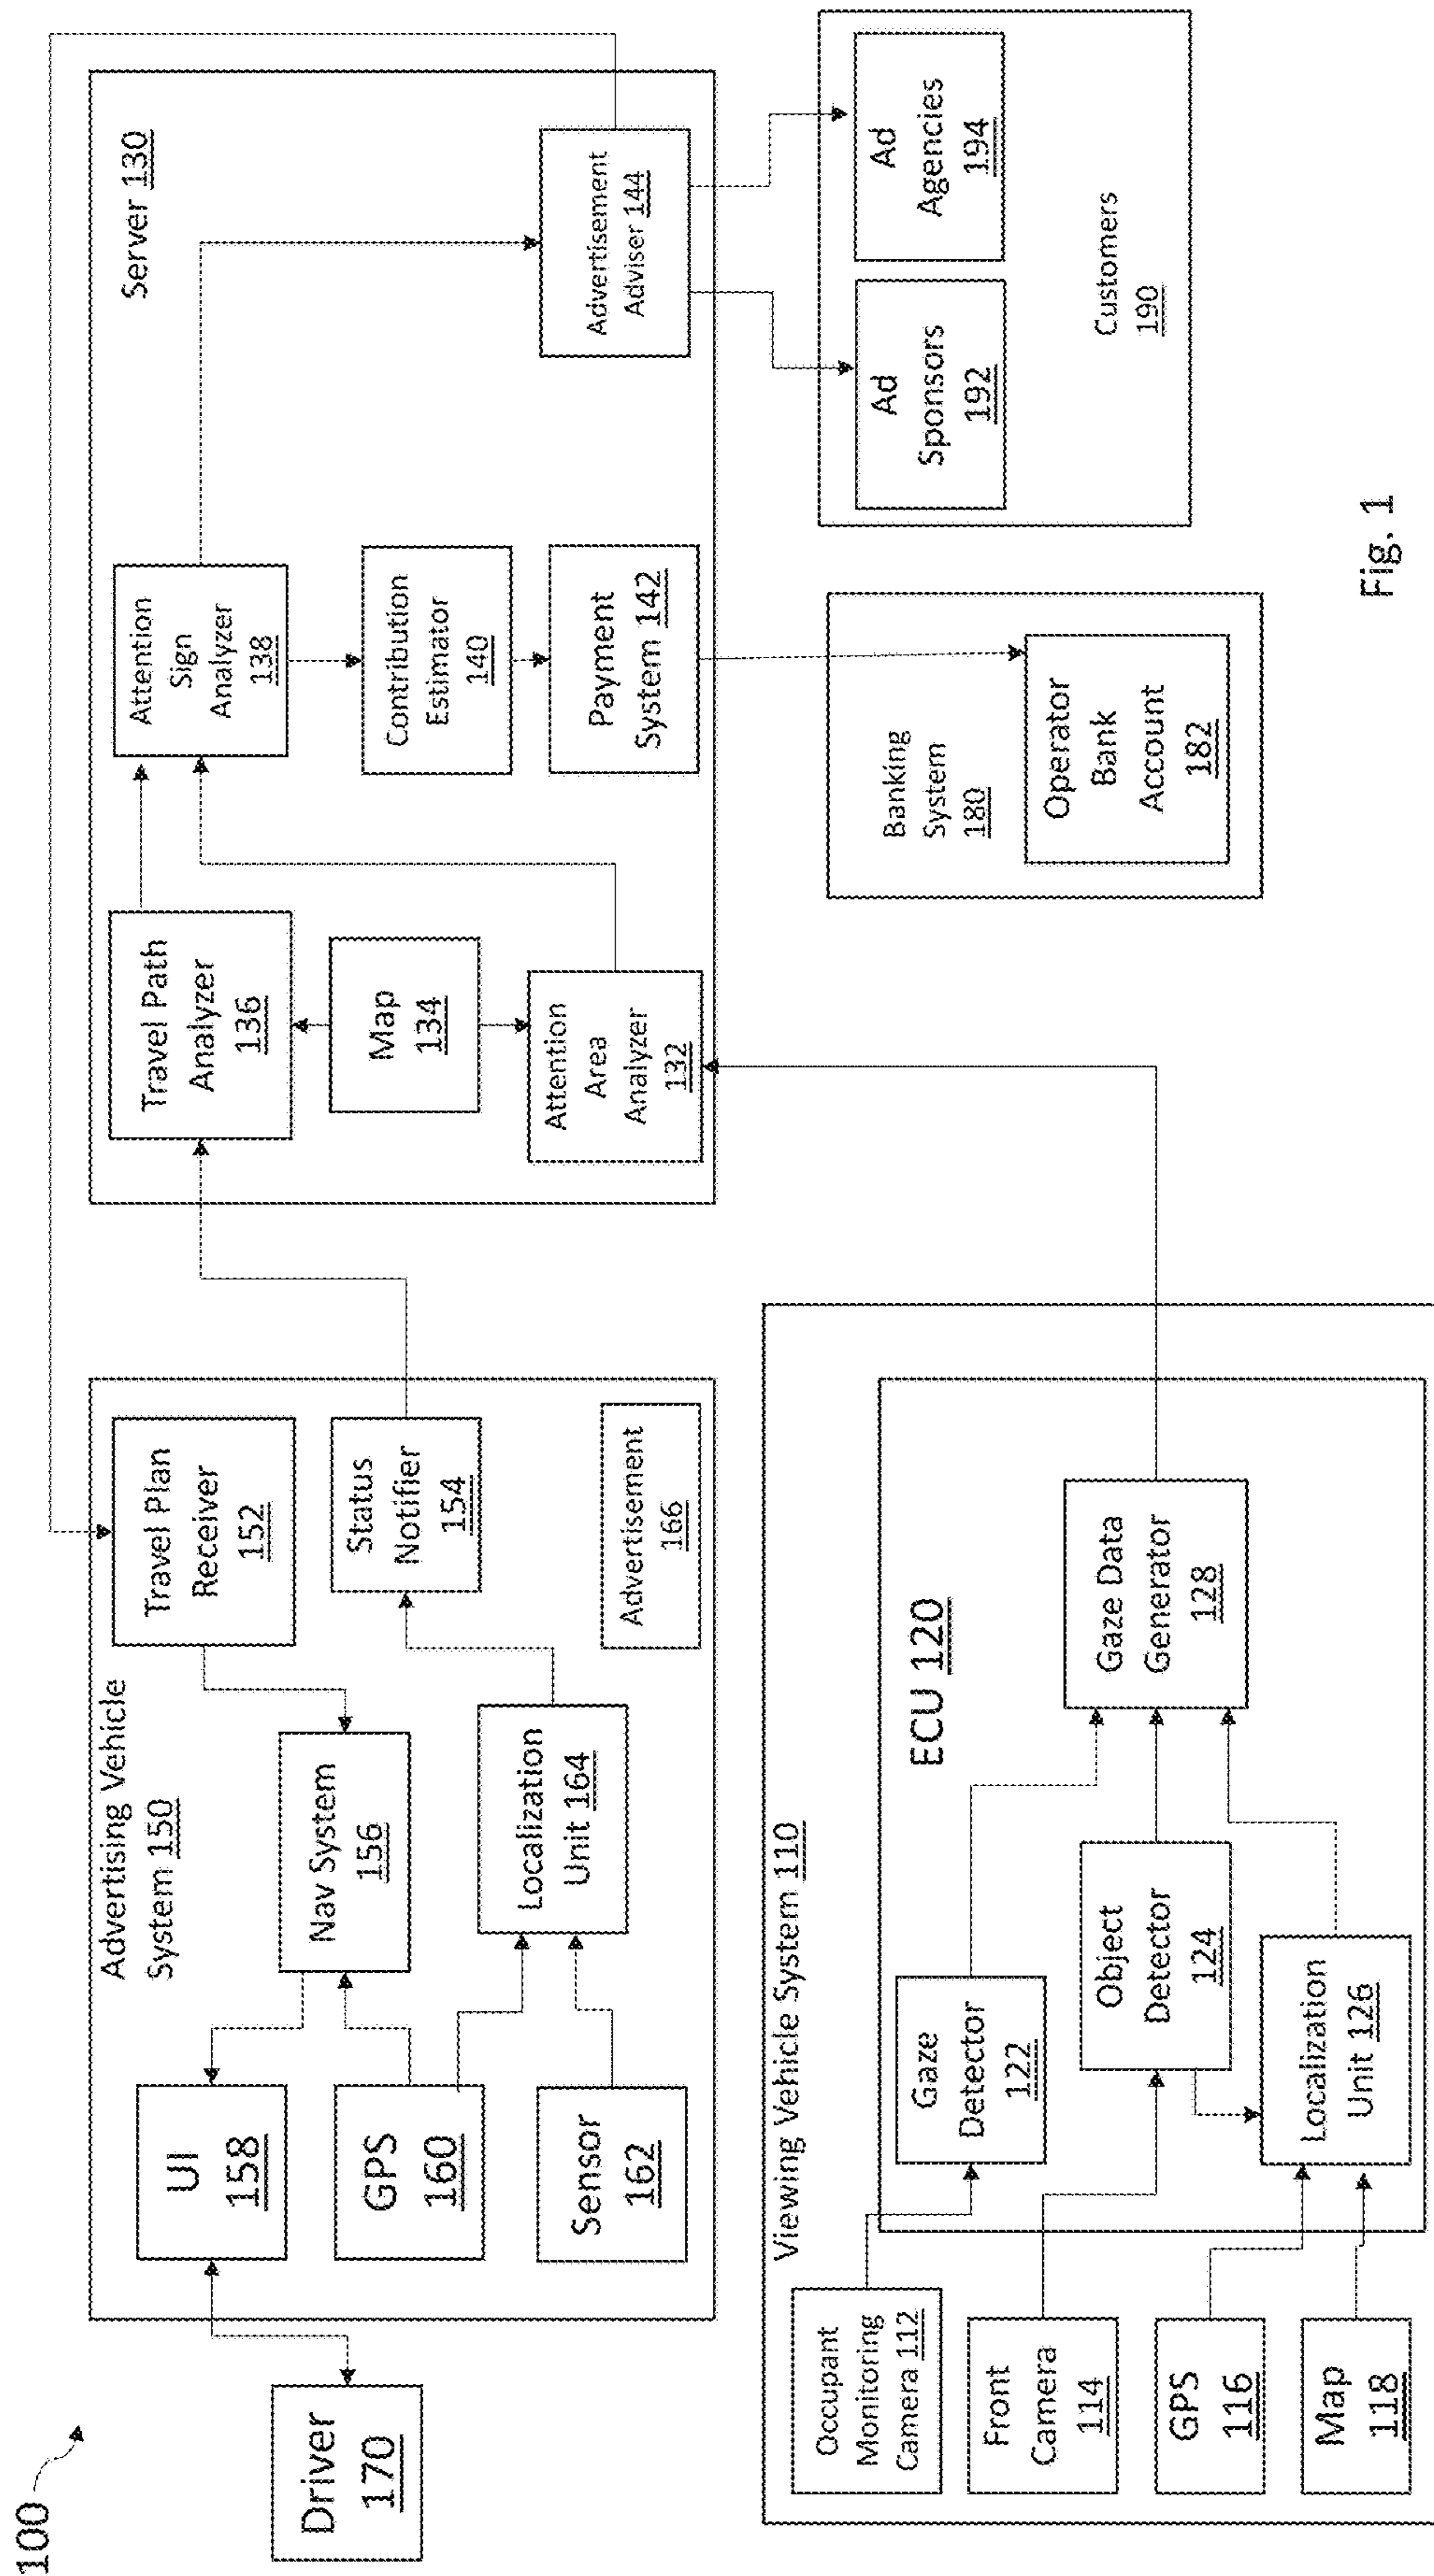 100
Driver
170
Advertising Vehicle
System 150
UI
158
GPS
160
Sensor
162
Nav System
156
Localization
Unit 164
Travel Plan
Receiver
152
Status
Notifier
154
Advertisement
166
Server 130
Travel Path
Analyzer
136
Map
134
Attention
Area
Analyzer
132
Attention
Sign
Analyzer
138
Contribution
Estimator
140
Payment
System 142
Advertisement
Adviser 144
Viewing Vehicle System 110
Occupant
Monitoring
Camera 112
Front
Camera
114
GPS
116
Map
118
ECU 120
Gaze
Detector
122
Object
Detector
124
Localization
Unit 126
Gaze Data
Generator
128
Banking
System
180
Operator
Bank
Account
182
Ad
Sponsors
192
Ad
Agencies
194
Customers
190
Fig. 1